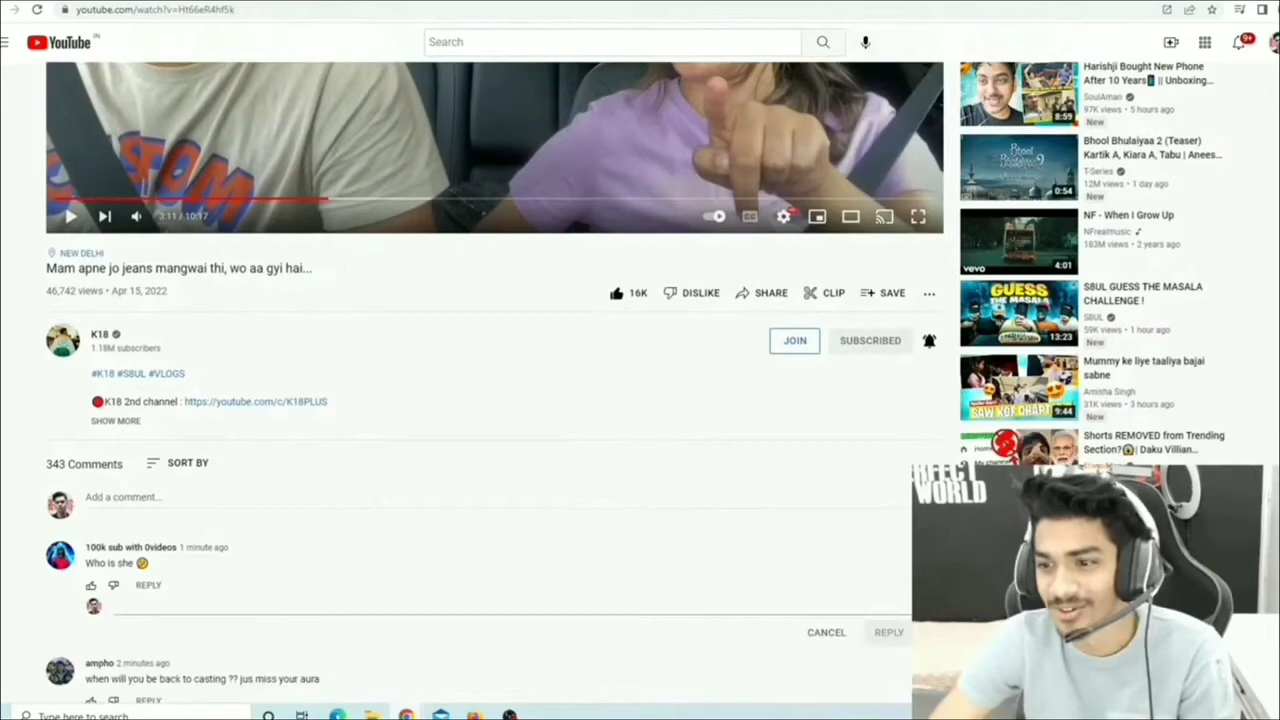 youtube.com/watch?v=Ht66eR4hf5k
YouTube IN
Search
9+
3:11 / 10:17
CC
NEW DELHI
Mam apne jo jeans mangwai thi, wo aa gyi hai...
46,742 views • Apr 15, 2022
16K
DISLIKE
SHARE
CLIP
SAVE
K18
1.18M subscribers
JOIN
SUBSCRIBED
#K18 #S8UL #VLOGS
K18 2nd channel : https://youtube.com/c/K18PLUS
SHOW MORE
343 Comments
SORT BY
Add a comment...
100k sub with 0videos 1 minute ago
Who is she
REPLY
CANCEL
REPLY
ampho 2 minutes ago
when will you be back to casting ?? jus miss your aura
REPLY
Type here to search
Harishji Bought New Phone
After 10 Years || Unboxing...
SoulAman
97K views • 5 hours ago
New
8:59
Bhool Bhulaiyaa 2 (Teaser)
Kartik A, Kiara A, Tabu | Anees...
T-Series
12M views • 1 day ago
New
0:54
NF - When I Grow Up
NFrealmusic
183M views • 2 years ago
vevo
4:01
S8UL GUESS THE MASALA
CHALLENGE !
S8UL
59K views • 1 hour ago
New
GUESS
THE MASALA
13:23
Mummy ke liye taaliya bajai
sabne
Amisha Singh
31K views • 3 hours ago
New
9:44
Shorts REMOVED from Trending
Section?| Daku Villian...
WORLD